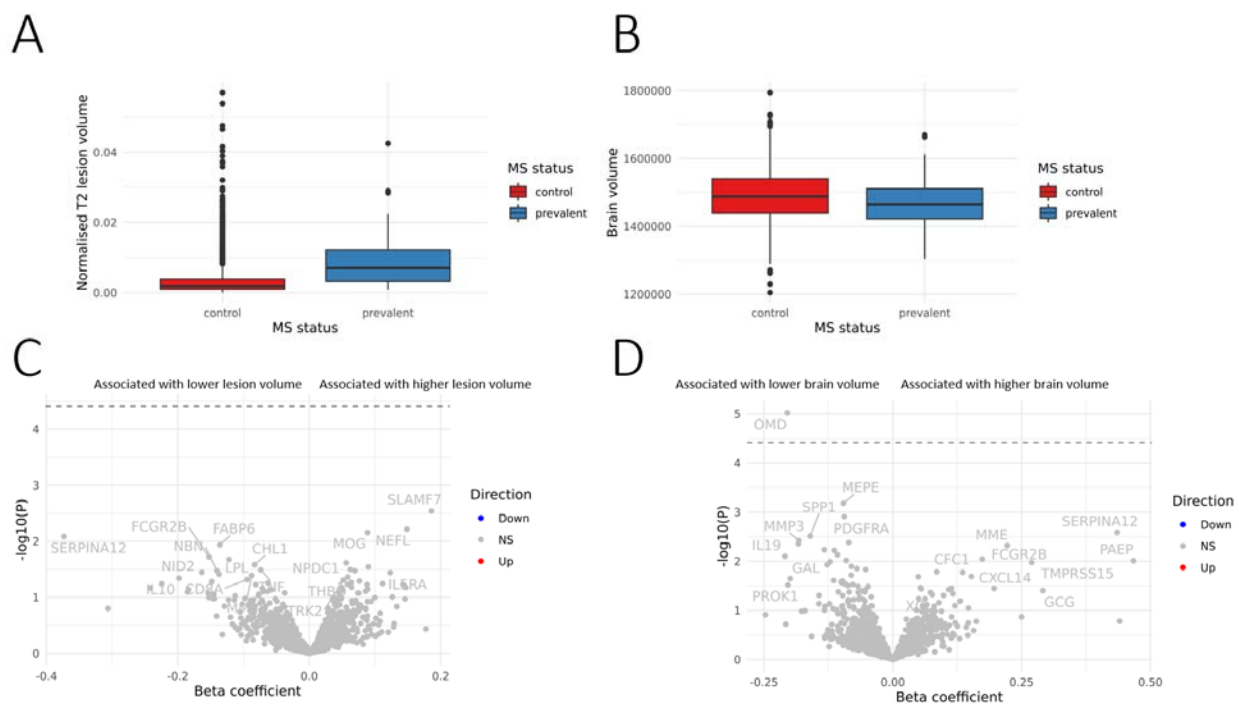 A
B
Normalised T2 lesion volume
0.04
0.02
0.00
control
prevalent
MS status
MS status
control
prevalent
Brain volume
1800000
1600000
1400000
1200000
control
prevalent
MS status
MS status
control
prevalent
C
D
Associated with lower lesion volume
Associated with higher lesion volume
-log10(P)
4
3
2
1
0
SLAMF7
FCGR2B
FABP6
NEFL
SERPINA12
NBN
CHL1
MOG
NID2
LPL
NPDC1
IL10
CD8A
-0.4
-0.2
0.0
0.2
Beta coefficient
Direction
Down
NS
Up
Associated with lower brain volume
Associated with higher brain volume
-log10(P)
5
4
3
2
1
0
OMD
MEPE
SPP1
SERPINA12
MMP3
PDGFRA
MME
IL19
FCGR2B
PAEP
GAL
CFC1
TMPRSS15
CXCL14
PROK1
GCG
-0.25
0.00
0.25
0.50
Beta coefficient
Direction
Down
NS
Up